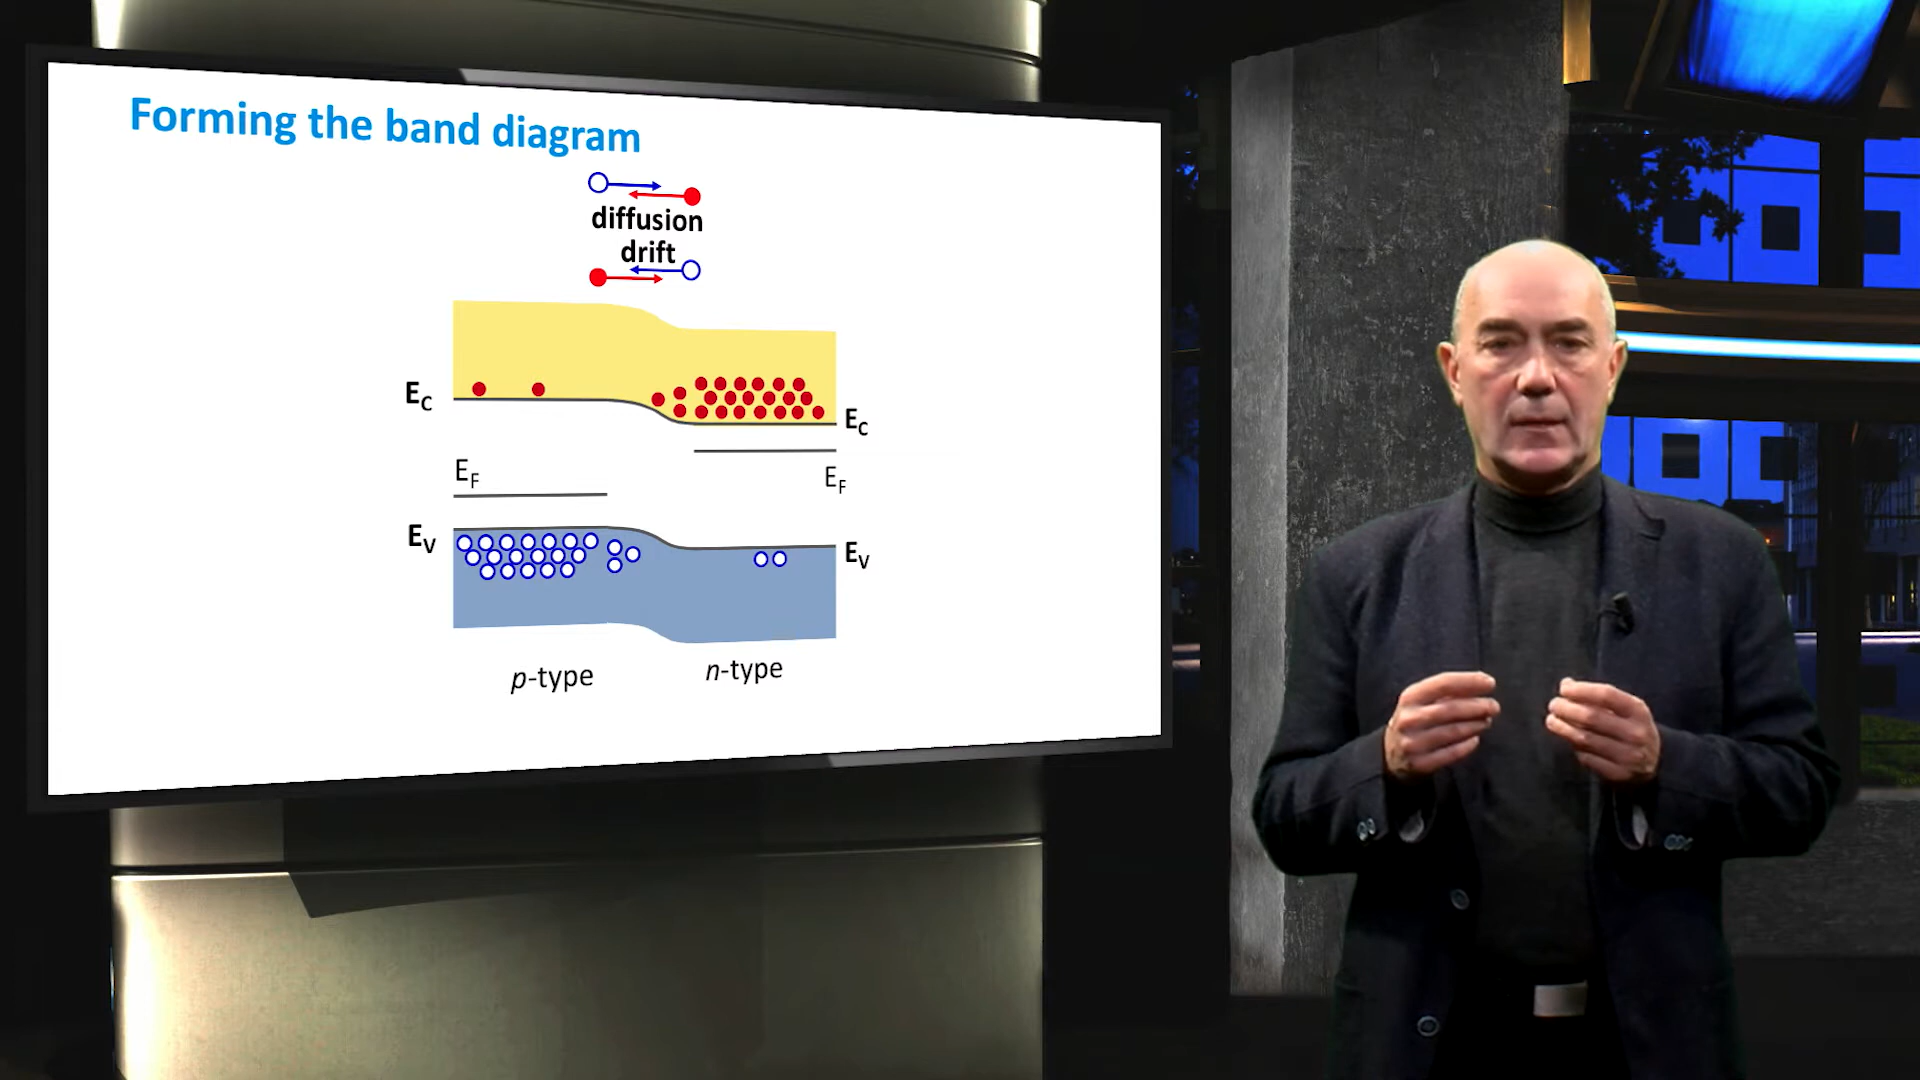 Forming the band diagram
diffusion
drift
E_C
E_C
E_F
E_F
E_V
E_V
p-type
n-type